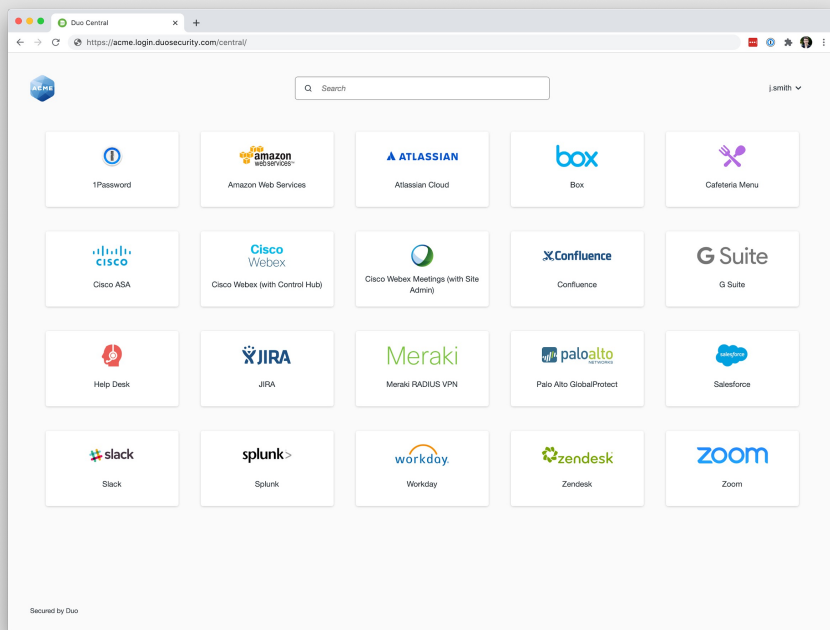 Duo Central
https://acme.login.duosecurity.com/central/
ACME
Search
j.smith
1Password
amazon
web services™
Amazon Web Services
ATLASSIAN
Atlassian Cloud
box
Box
Cafeteria Menu
CISCO
Cisco ASA
Cisco
Webex
Cisco Webex (with Control Hub)
Cisco Webex Meetings (with Site
Admin)
Confluence
Confluence
G Suite
G Suite
Help Desk
JIRA
JIRA
Meraki
Meraki RADIUS VPN
paloalto
NETWORKS
Palo Alto GlobalProtect
salesforce
Salesforce
slack
Slack
splunk>
Splunk
workday.
Workday
zendesk
Zendesk
zoom
Zoom
Secured by Duo